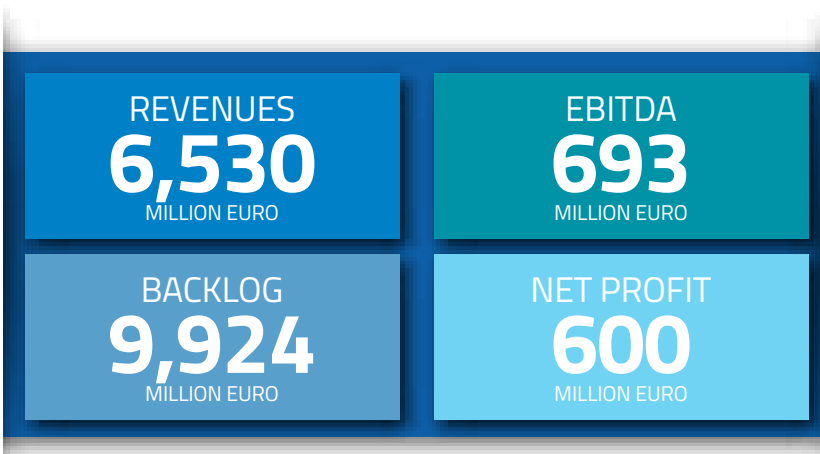 REVENUES
6,530
MILLION EURO
EBITDA
693
MILLION EURO
BACKLOG
9,924
MILLION EURO
NET PROFIT
600
MILLION EURO